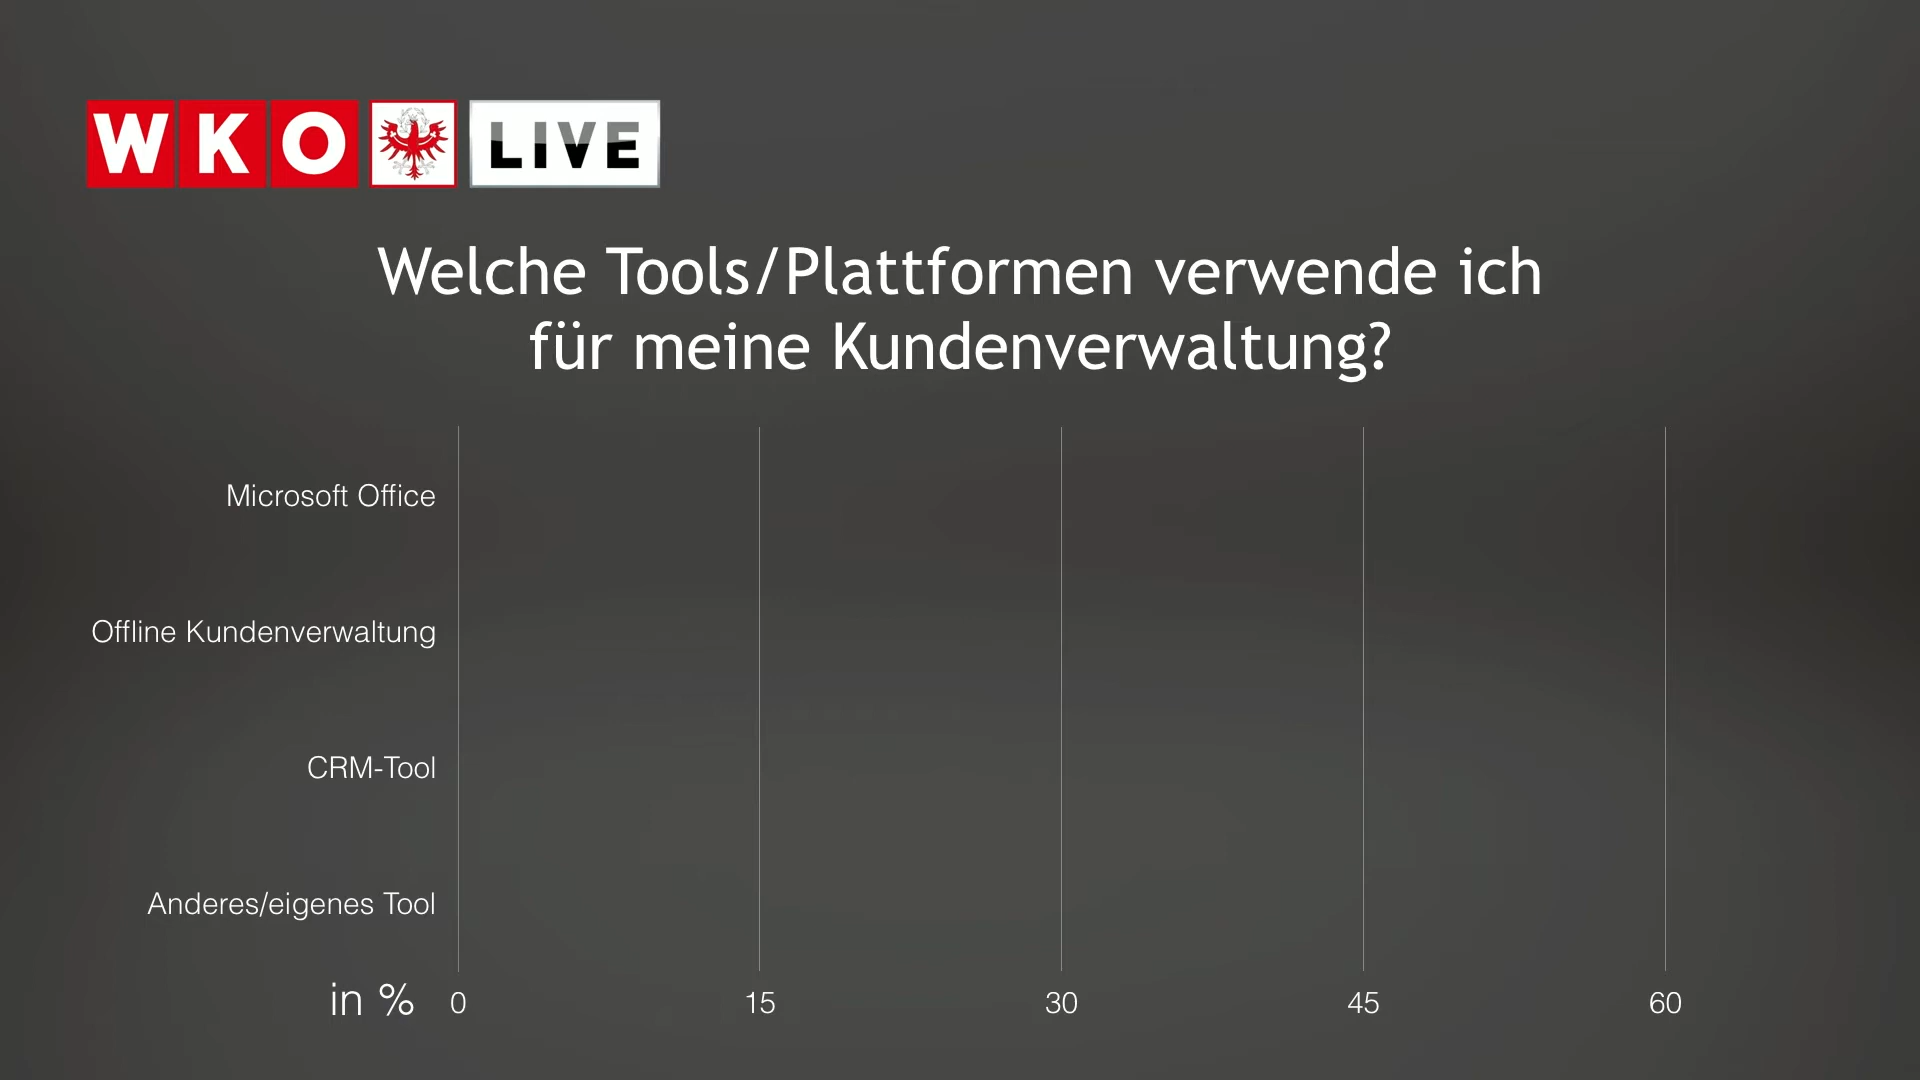 WKO LIVE
Welche Tools/Plattformen verwende ich
für meine Kundenverwaltung?
Microsoft Office
Offline Kundenverwaltung
CRM-Tool
Anderes/eigenes Tool
in % 0 15 30 45 60